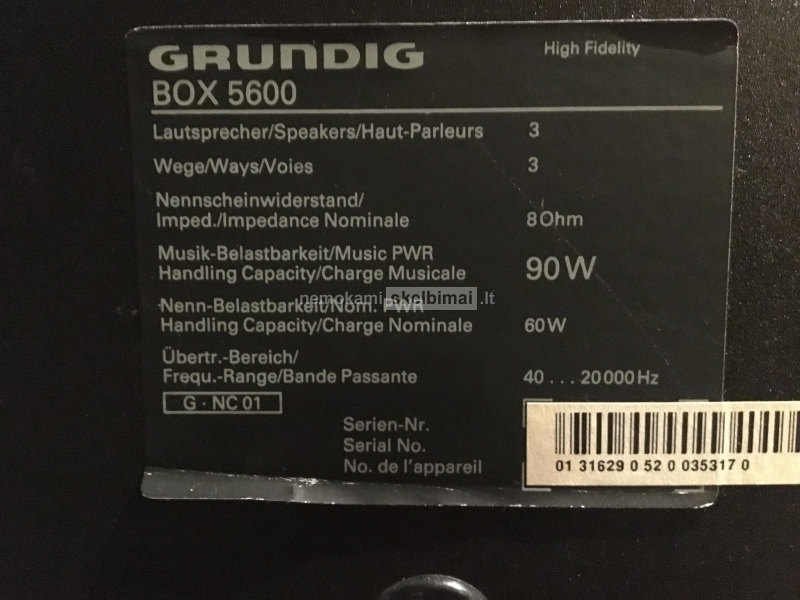 GRUNDIG
High Fidelity
BOX 5600
Lautsprecher/Speakers/Haut-Parleurs 3
Wege/Ways/Voies 3
Nennscheinwiderstand/
Imped./Impedance Nominale 8 Ohm
Musik-Belastbarkeit/Music PWR
Handling Capacity/Charge Musicale 90 W
nemokami skelbimai.lt
Nenn-Belastbarkeit/Nom. PWR
Handling Capacity/Charge Nominale 60 W
Übertr.-Bereich/
Frequ.-Range/Bande Passante 40 ... 20 000 Hz
G · NC 01
Serien-Nr.
Serial No.
No. de l'appareil
01 31629 0 52 0 035317 0